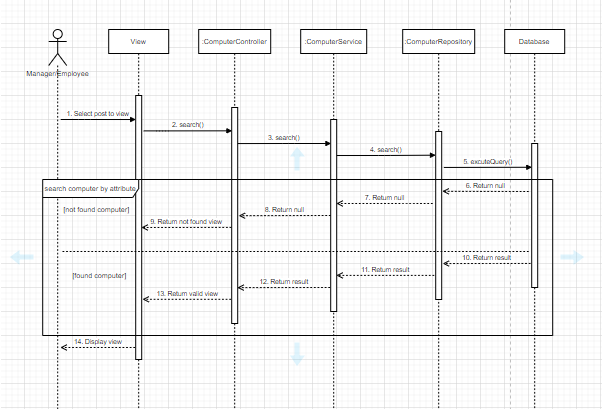 View
:ComputerController
:ComputerService
:ComputerRepository
Database
Manager/Employee
1. Select post to view
2. search()
3. search()
4. search()
5. excuteQuery()
search computer by attribute
6. Return null
7. Return null
[not found computer]
8. Return null
9. Return not found view
10. Return result
11. Return result
[found computer]
12. Return result
13. Return valid view
14. Display view